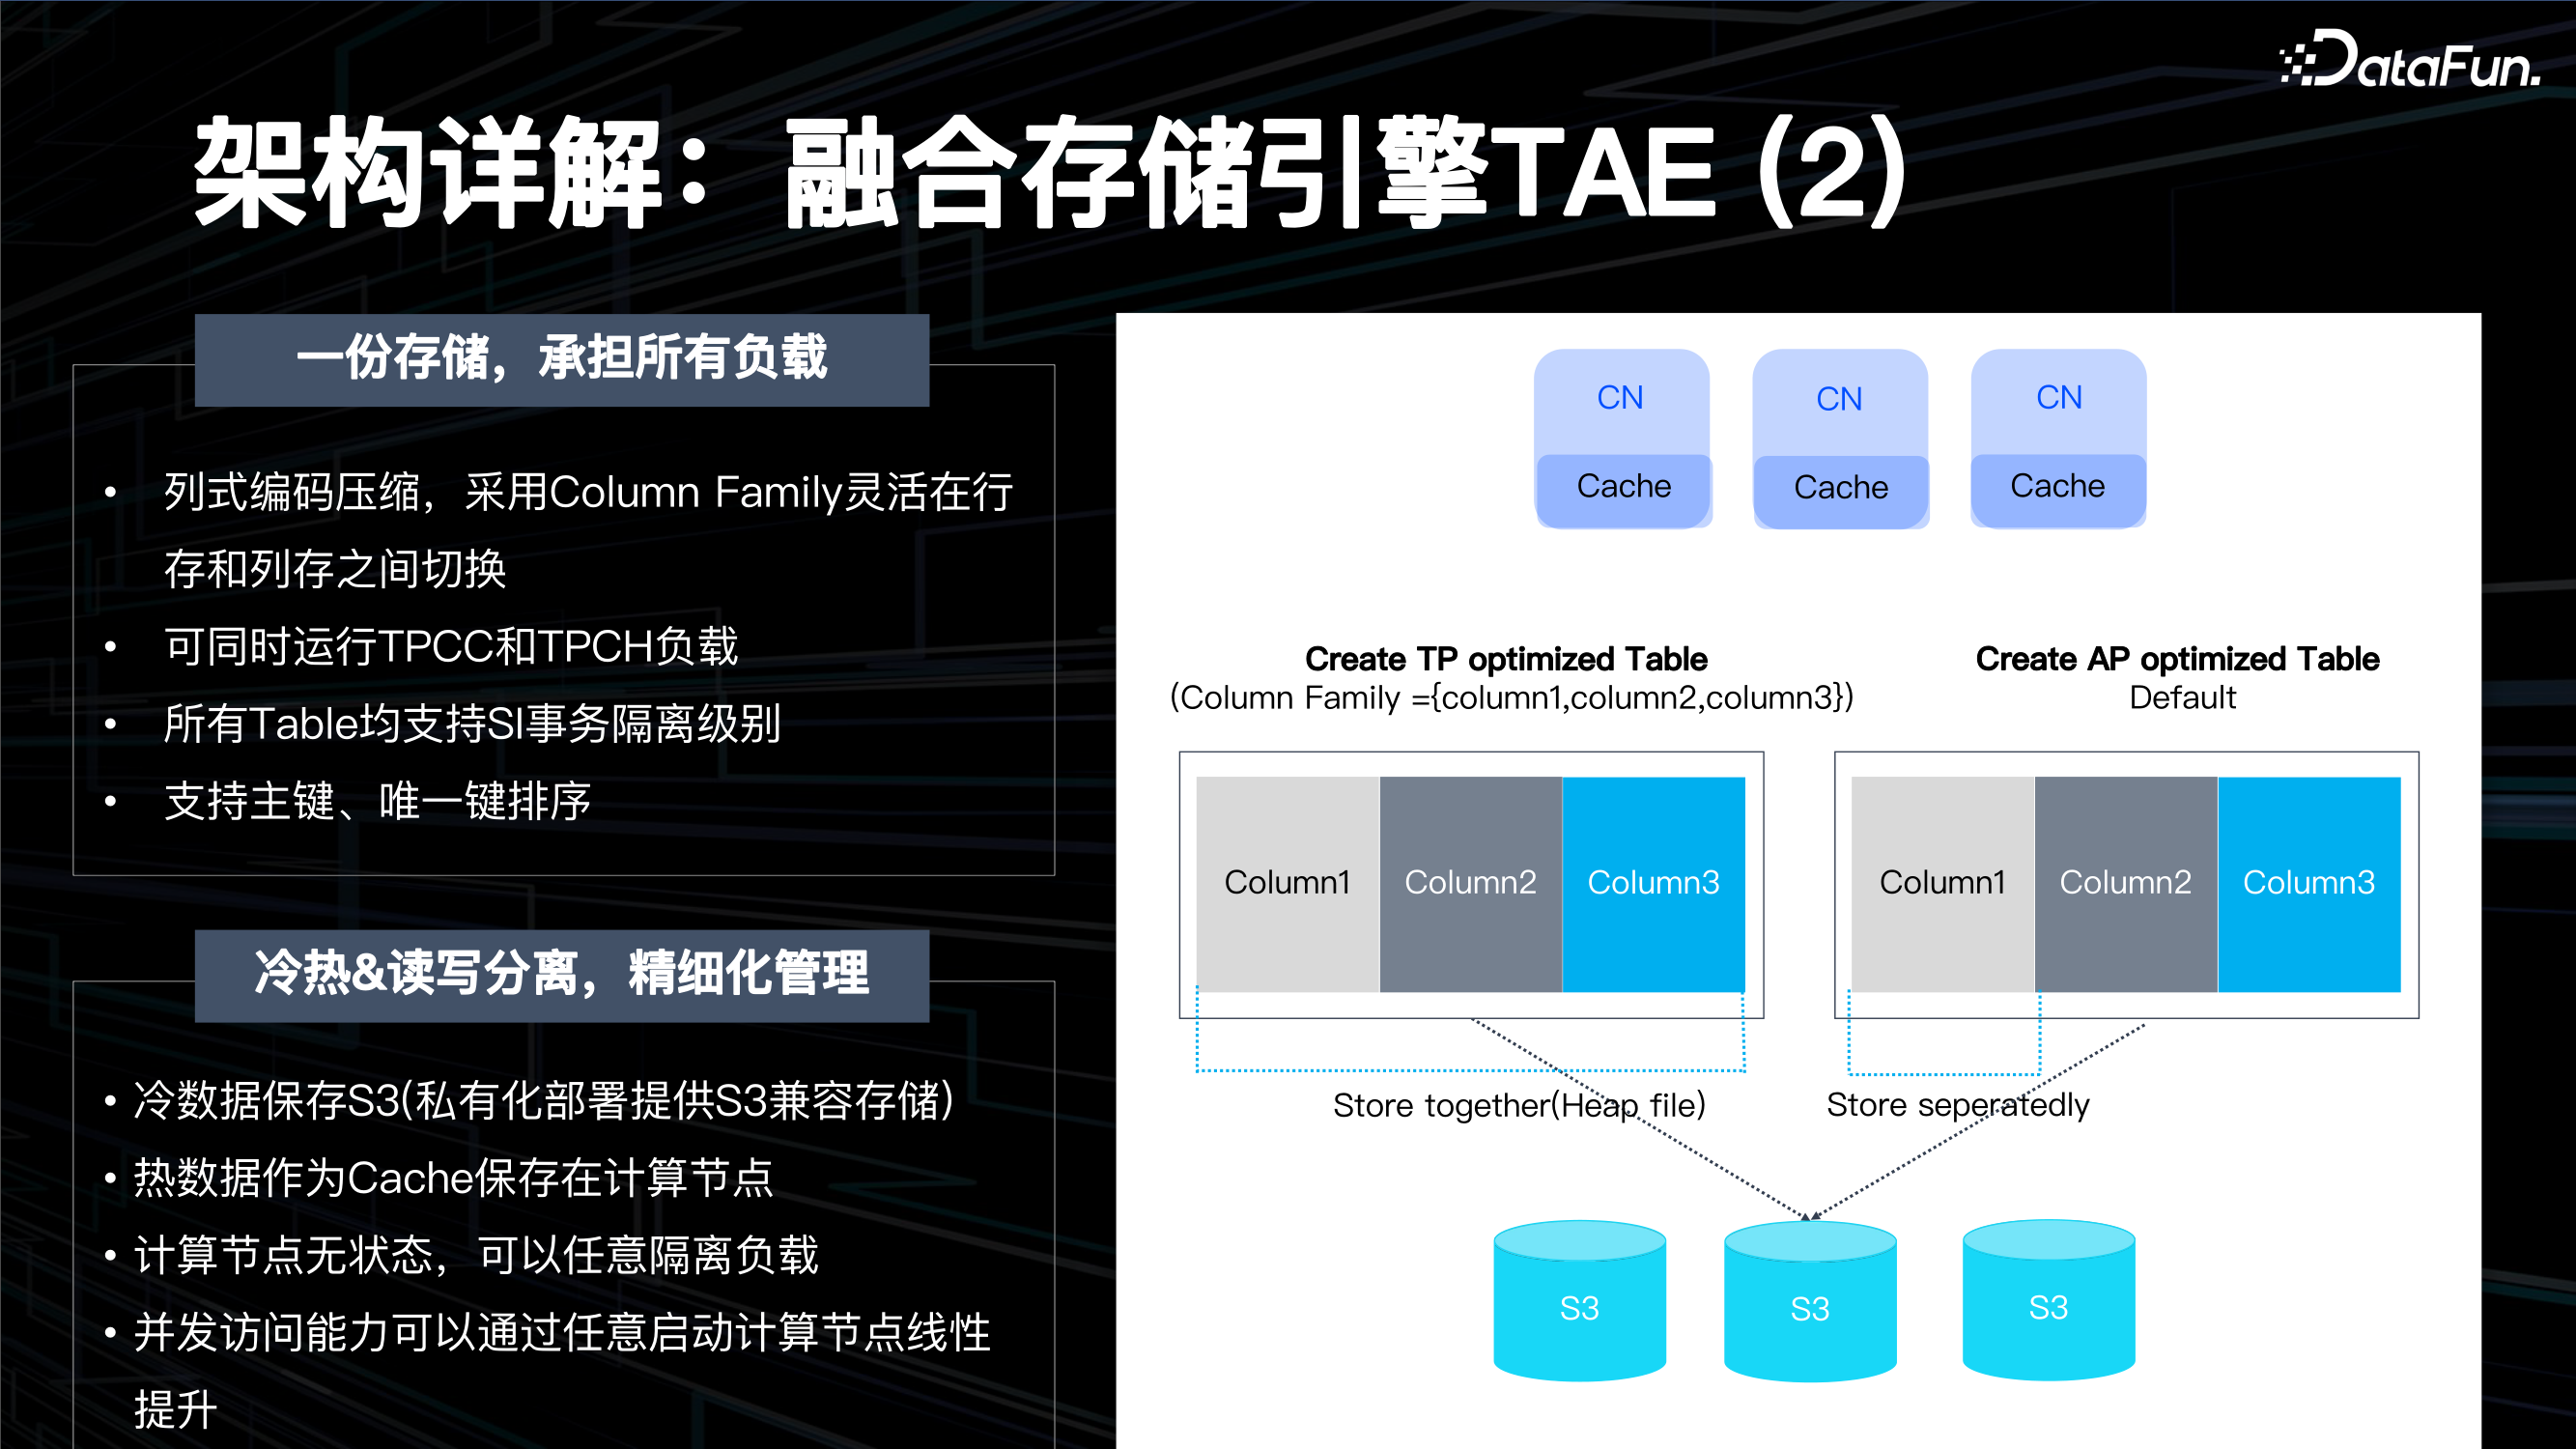 DataFun.
架构详解：融合存储引擎TAE (2)
一份存储，承担所有负载
• 列式编码压缩，采用Column Family灵活在行
存和列存之间切换
• 可同时运行TPCC和TPCH负载
• 所有Table均支持SI事务隔离级别
• 支持主键、唯一键排序
冷热&读写分离，精细化管理
• 冷数据保存S3(私有化部署提供S3兼容存储)
• 热数据作为Cache保存在计算节点
• 计算节点无状态，可以任意隔离负载
• 并发访问能力可以通过任意启动计算节点线性
提升
CN
CN
CN
Cache
Cache
Cache
Create TP optimized Table
(Column Family ={column1,column2,column3})
Create AP optimized Table
Default
Column1
Column2
Column3
Column1
Column2
Column3
Store together(Heap file)
Store seperatedly
S3
S3
S3